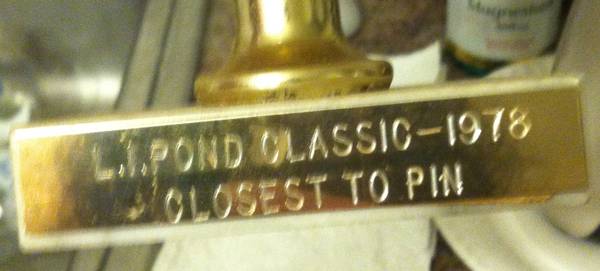 L.I. POND CLASSIC-1978
CLOSEST TO PIN